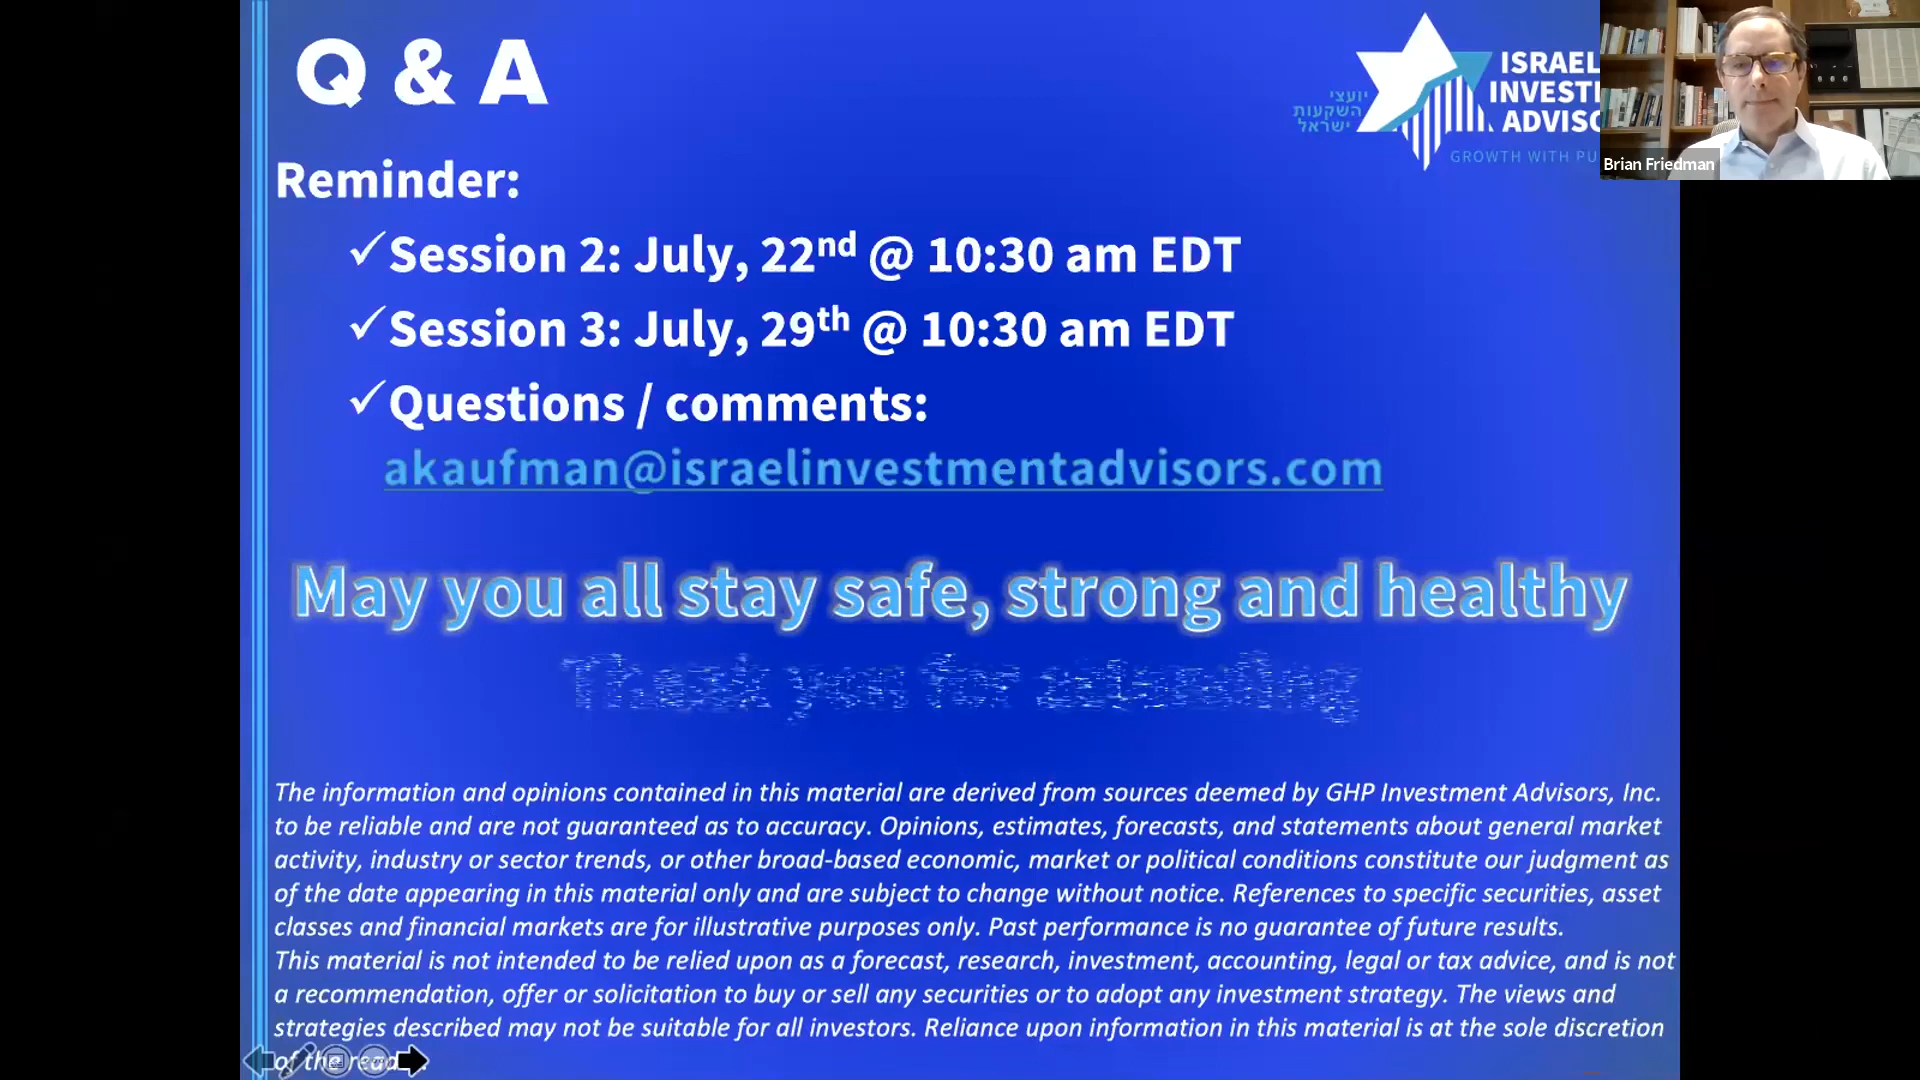 Q & A
ISRAEL
INVEST
ADVISO
יועצי
השקעות
ישראל
GROWTH WITH PU
Brian Friedman
Reminder:
✓Session 2: July, 22nd @ 10:30 am EDT
✓Session 3: July, 29th @ 10:30 am EDT
✓Questions / comments:
akaufman@israelinvestmentadvisors.com
May you all stay safe, strong and healthy
Thank you for attending
The information and opinions contained in this material are derived from sources deemed by GHP Investment Advisors, Inc.
to be reliable and are not guaranteed as to accuracy. Opinions, estimates, forecasts, and statements about general market
activity, industry or sector trends, or other broad-based economic, market or political conditions constitute our judgment as
of the date appearing in this material only and are subject to change without notice. References to specific securities, asset
classes and financial markets are for illustrative purposes only. Past performance is no guarantee of future results.
This material is not intended to be relied upon as a forecast, research, investment, accounting, legal or tax advice, and is not
a recommendation, offer or solicitation to buy or sell any securities or to adopt any investment strategy. The views and
strategies described may not be suitable for all investors. Reliance upon information in this material is at the sole discretion
of the read